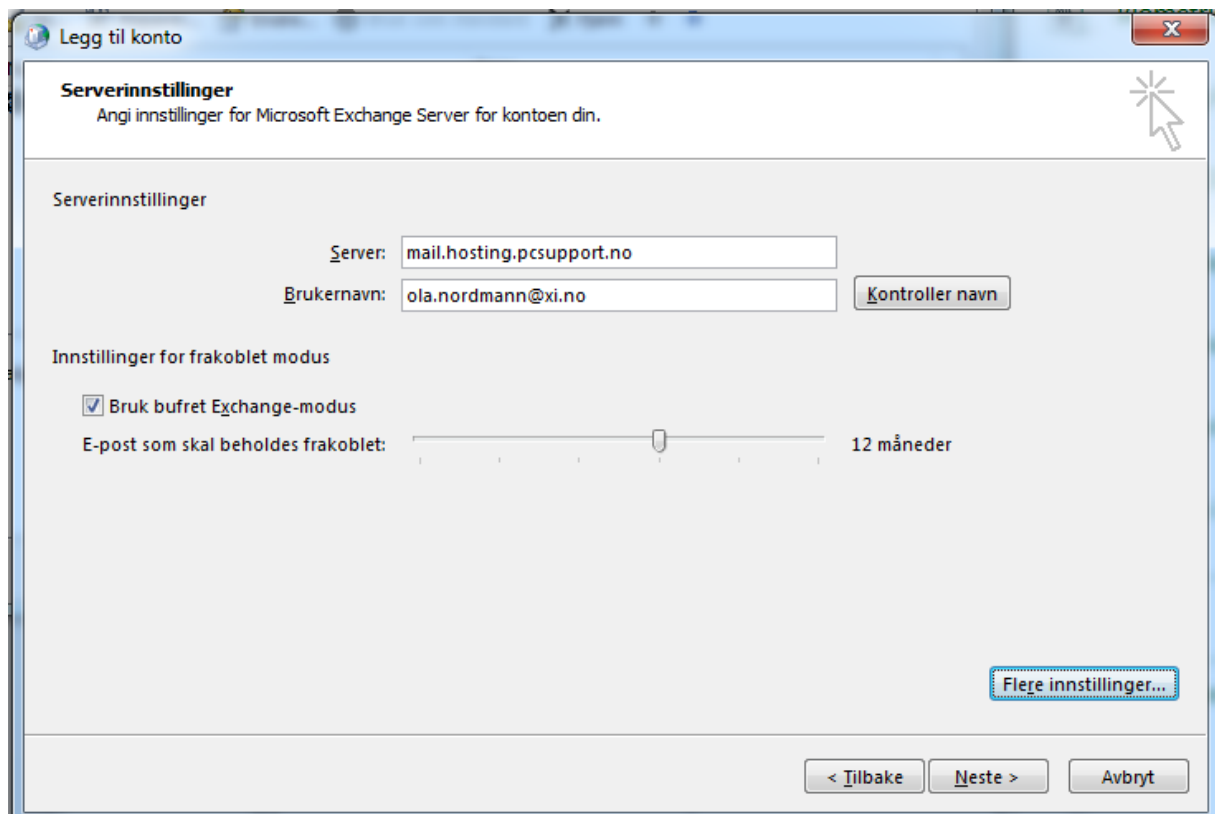 Legg til konto
Serverinnstillinger
Angi innstillinger for Microsoft Exchange Server for kontoen din.
Serverinnstillinger
Server: mail.hosting.pcsupport.no
Brukernavn: ola.nordmann@xi.no Kontroller navn
Innstillinger for frakoblet modus
Bruk bufret Exchange-modus
E-post som skal beholdes frakoblet: 12 måneder
Flere innstillinger...
< Tilbake Neste > Avbryt